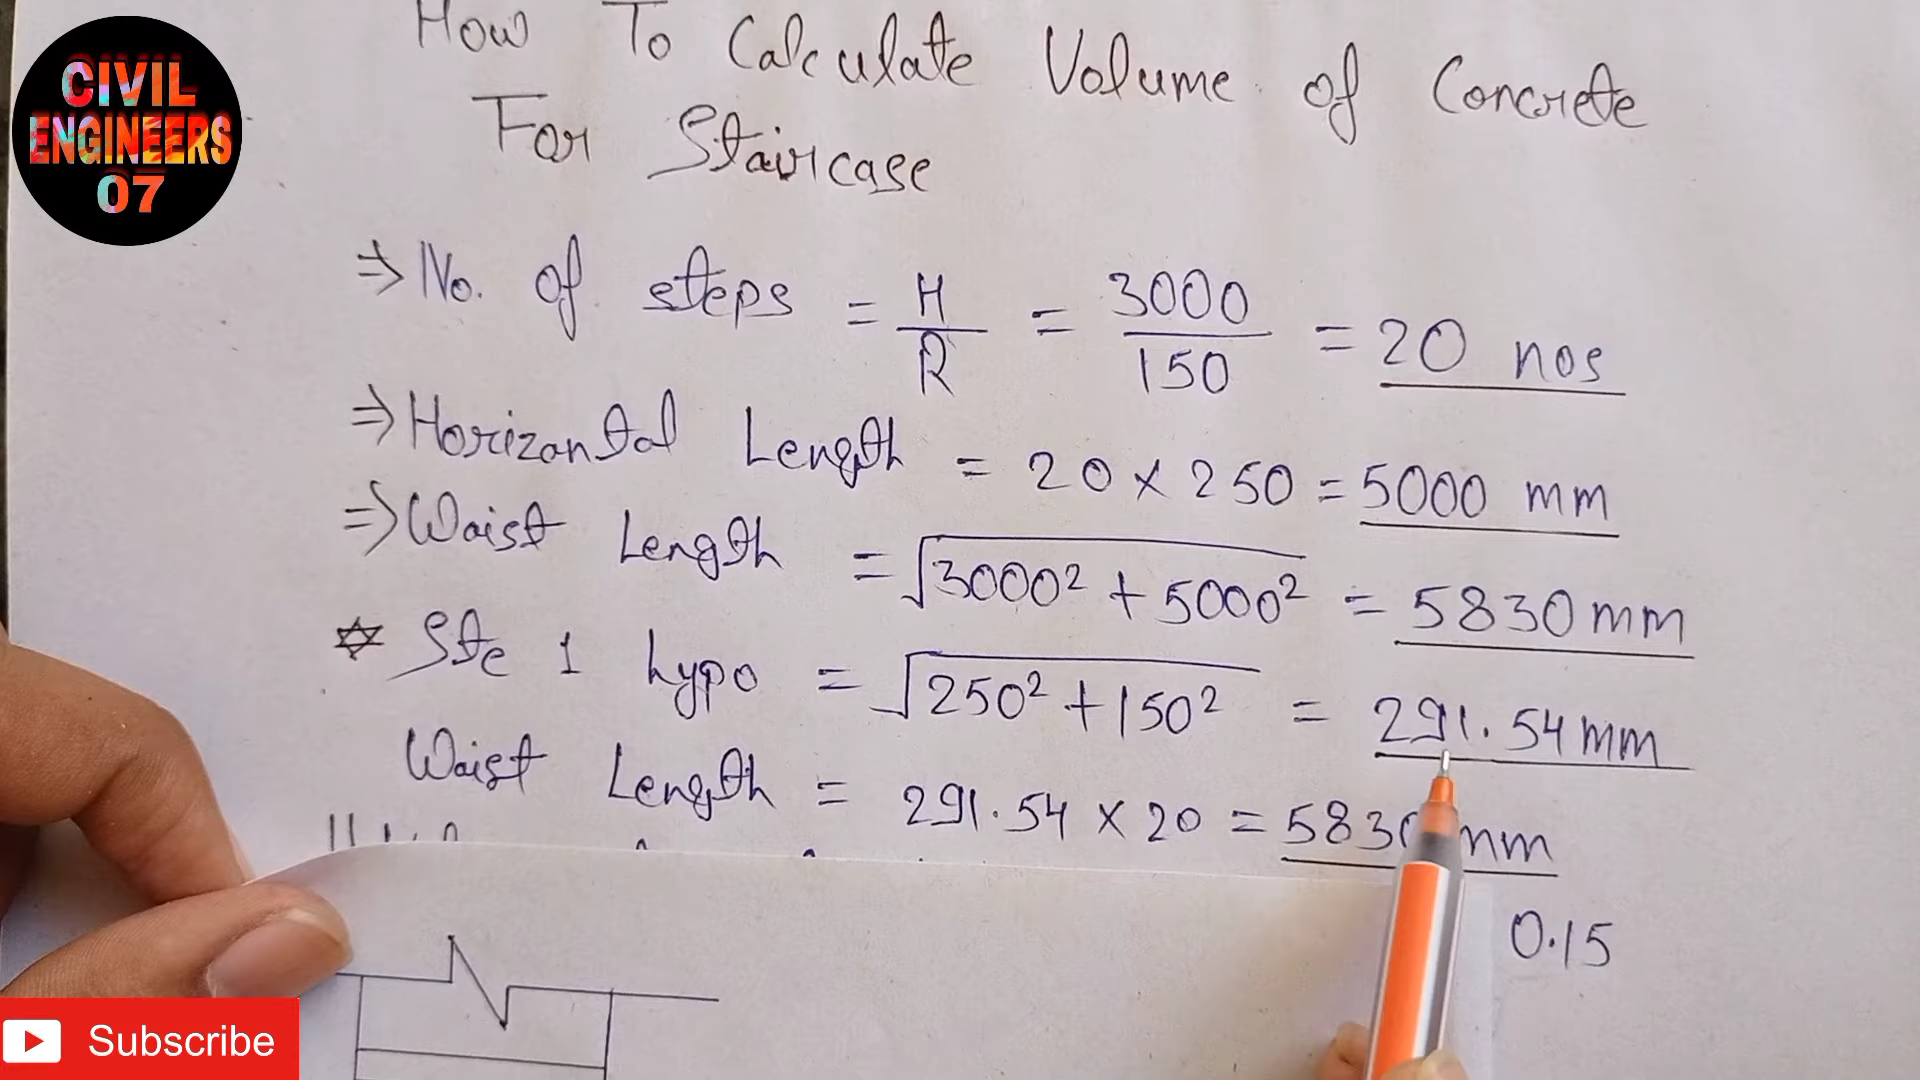 CIVIL
ENGINEERS
07
How To Calculate Volume of Concrete
For Staircase
⇒ No. of steps = H/R = 3000/150 = 20 nos
⇒ Horizontal Length = 20 × 250 = 5000 mm
⇒ Waist Length = √3000² + 5000² = 5830 mm
✡ Ste 1 hypo = √250² + 150² = 291.54 mm
Waist Length = 291.54 × 20 = 5830 mm
0.15
Subscribe